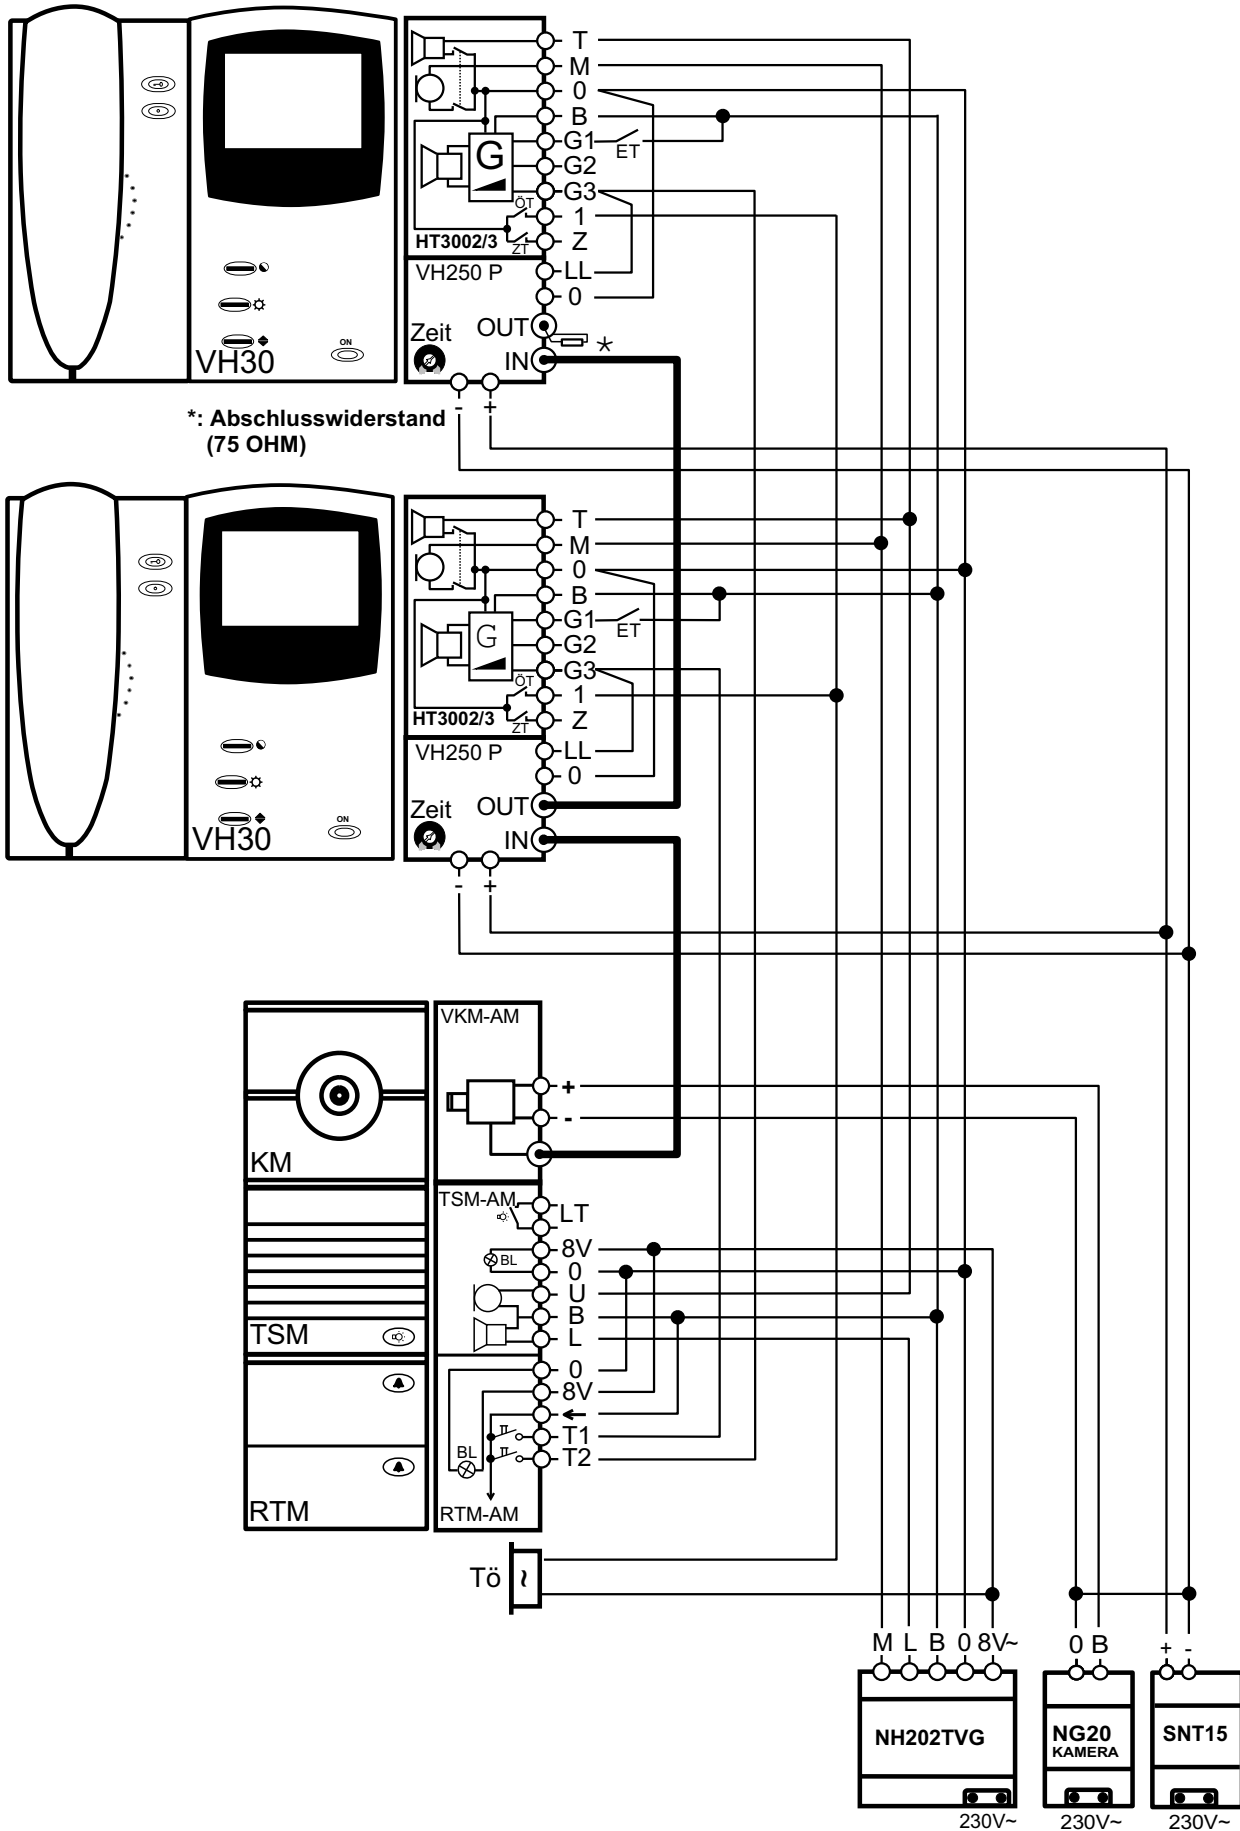 T
M
0
B
G1
ET
G2
G
G3
ÖT
1
HT3002/3
ZT
Z
VH250 P
LL
0
OUT
*
Zeit
IN
ON
VH30
- +
*: Abschlusswiderstand
(75 OHM)
T
M
0
B
G1
ET
G2
G
G3
ÖT
1
HT3002/3
ZT
Z
VH250 P
LL
0
OUT
Zeit
IN
ON
VH30
- +
VKM-AM
+
-
KM
TSM-AM
LT
8V
BL
0
U
B
TSM
L
0
8V
←
T1
BL
T2
RTM
RTM-AM
Tö
~
M L B 0 8V~
0 B
+ -
NH202TVG
NG20
KAMERA
SNT15
230V~
230V~
230V~